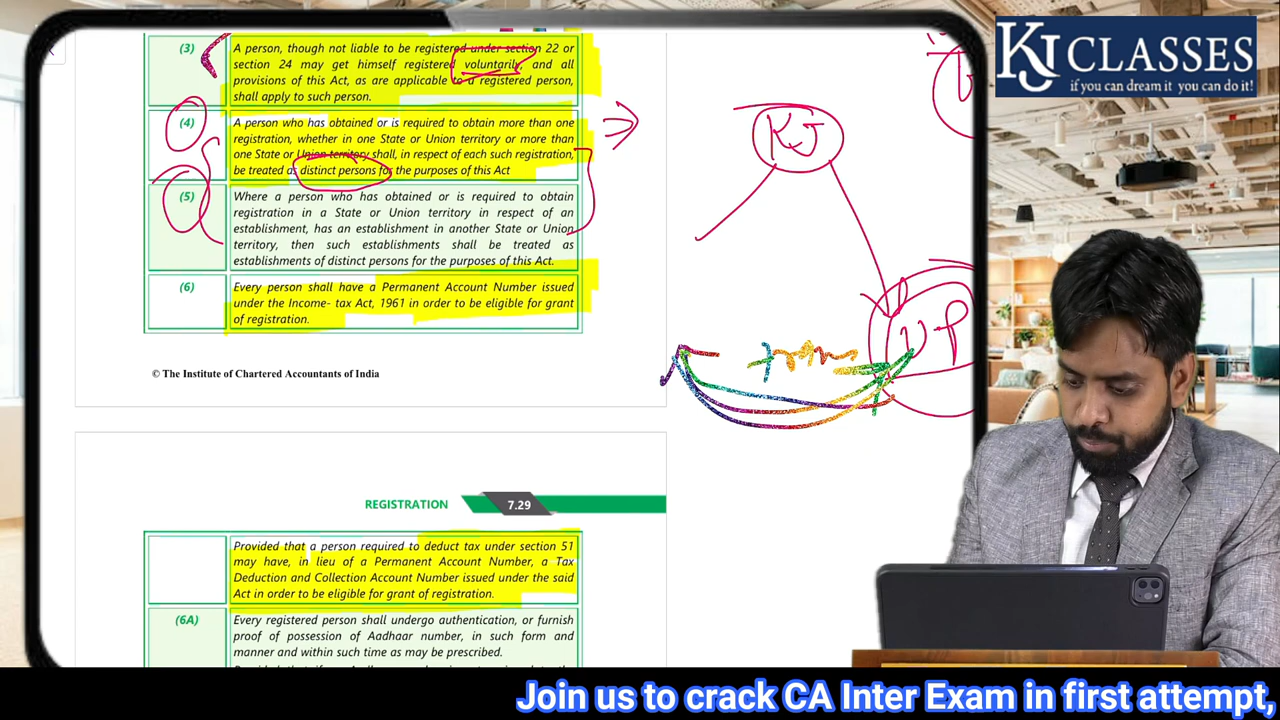 KJ CLASSES
if you can dream it you can do it!
(3)
A person, though not liable to be registered under section 22 or
section 24 may get himself registered voluntarily, and all
provisions of this Act, as are applicable to a registered person,
shall apply to such person.
(4)
A person who has obtained or is required to obtain more than one
registration, whether in one State or Union territory or more than
one State or Union territory shall, in respect of each such registration,
be treated as distinct persons for the purposes of this Act
(5)
Where a person who has obtained or is required to obtain
registration in a State or Union territory in respect of an
establishment, has an establishment in another State or Union
territory, then such establishments shall be treated as
establishments of distinct persons for the purposes of this Act.
(6)
Every person shall have a Permanent Account Number issued
under the Income- tax Act, 1961 in order to be eligible for grant
of registration.
KJ
U.P
© The Institute of Chartered Accountants of India
REGISTRATION 7.29
Provided that a person required to deduct tax under section 51
may have, in lieu of a Permanent Account Number, a Tax
Deduction and Collection Account Number issued under the said
Act in order to be eligible for grant of registration.
(6A)
Every registered person shall undergo authentication, or furnish
proof of possession of Aadhaar number, in such form and
manner and within such time as may be prescribed.
Join us to crack CA Inter Exam in first attempt,